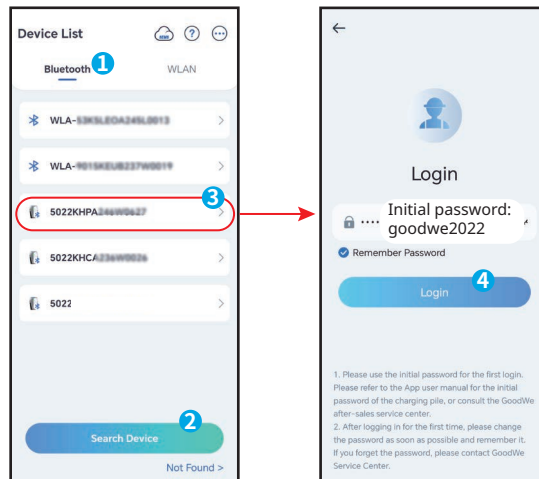 Device List
Bluetooth
1
WLAN
WLA-
WLA-
3
5022KHPA
5022KHCA
5022
2
Search Device
Not Found >
Login
Initial password:
goodwe2022
Remember Password
4
Login
1. Please use the initial password for the first login.
Please refer to the App user manual for the initial
password of the charging pile, or consult the GoodWe
after-sales service center.
2. After logging in for the first time, please change
the password as soon as possible and remember it.
If you forget the password, please contact GoodWe
Service Center.